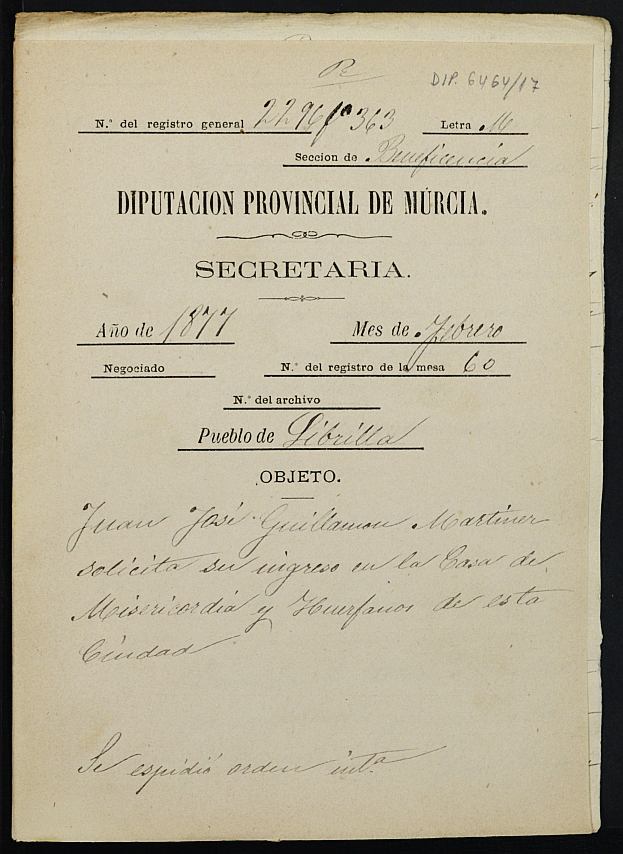 DIP. 6464/17
N.° del registro general 2296 fº 363 Letra M
Seccion de Beneficencia
DIPUTACION PROVINCIAL DE MÚRCIA.
SECRETARIA.
Año de 1877 Mes de Febrero
Negociado N.° del registro de la mesa 60
N.° del archivo
Pueblo de Librilla
OBJETO.
Juan José Guillamon Martinez
solicita su ingreso en la Casa de
Misericordia y Huerfanos de esta
Ciudad
Se espidió orden intª